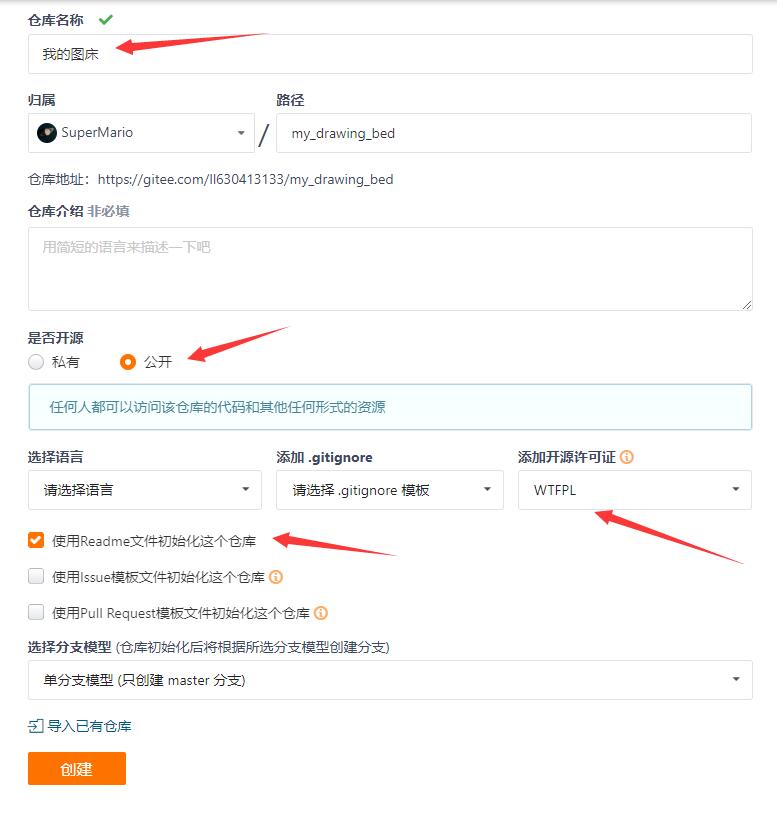 仓库名称
我的图床
归属 路径
SuperMario / my_drawing_bed
仓库地址：https://gitee.com/ll630413133/my_drawing_bed
仓库介绍 非必填
用简短的语言来描述一下吧
是否开源
私有 公开
任何人都可以访问该仓库的代码和其他任何形式的资源
选择语言 添加 .gitignore 添加开源许可证
请选择语言 请选择 .gitignore 模板 WTFPL
使用Readme文件初始化这个仓库
使用Issue模板文件初始化这个仓库
使用Pull Request模板文件初始化这个仓库
选择分支模型 (仓库初始化后将根据所选分支模型创建分支)
单分支模型 (只创建 master 分支)
导入已有仓库
创建